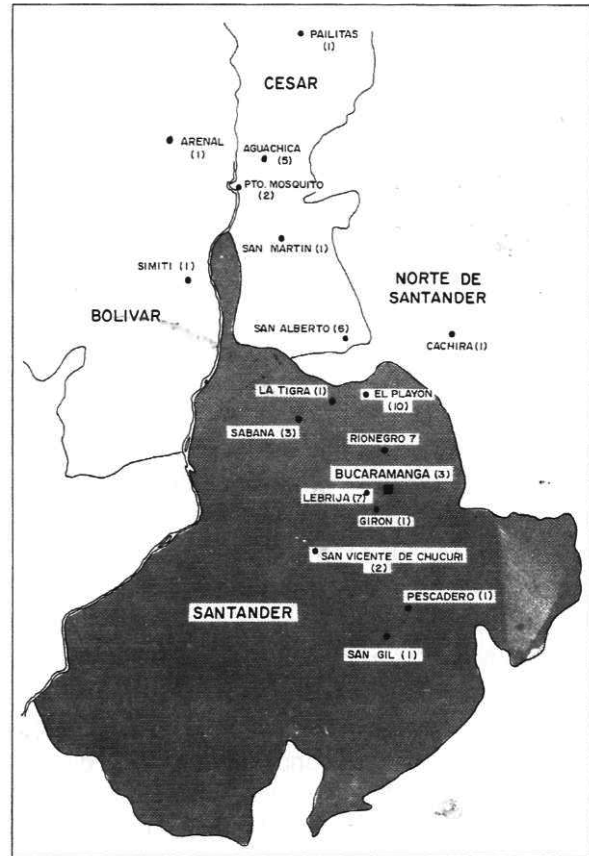 PAILITAS
(1)
CESAR
ARENAL
(1)
AGUACHICA
(5)
PTO. MOSQUITO
(2)
SAN MARTIN (1)
SIMITI (1)
NORTE DE
SANTANDER
BOLIVAR
SAN ALBERTO (6)
CACHIRA (1)
LA TIGRA (1)
EL PLAYON
(10)
SABANA (3)
RIONEGRO 7
BUCARAMANGA (3)
LEBRIJA (7)
GIRON (1)
SAN VICENTE DE CHUCURI
(2)
PESCADERO (1)
SANTANDER
SAN GIL (1)